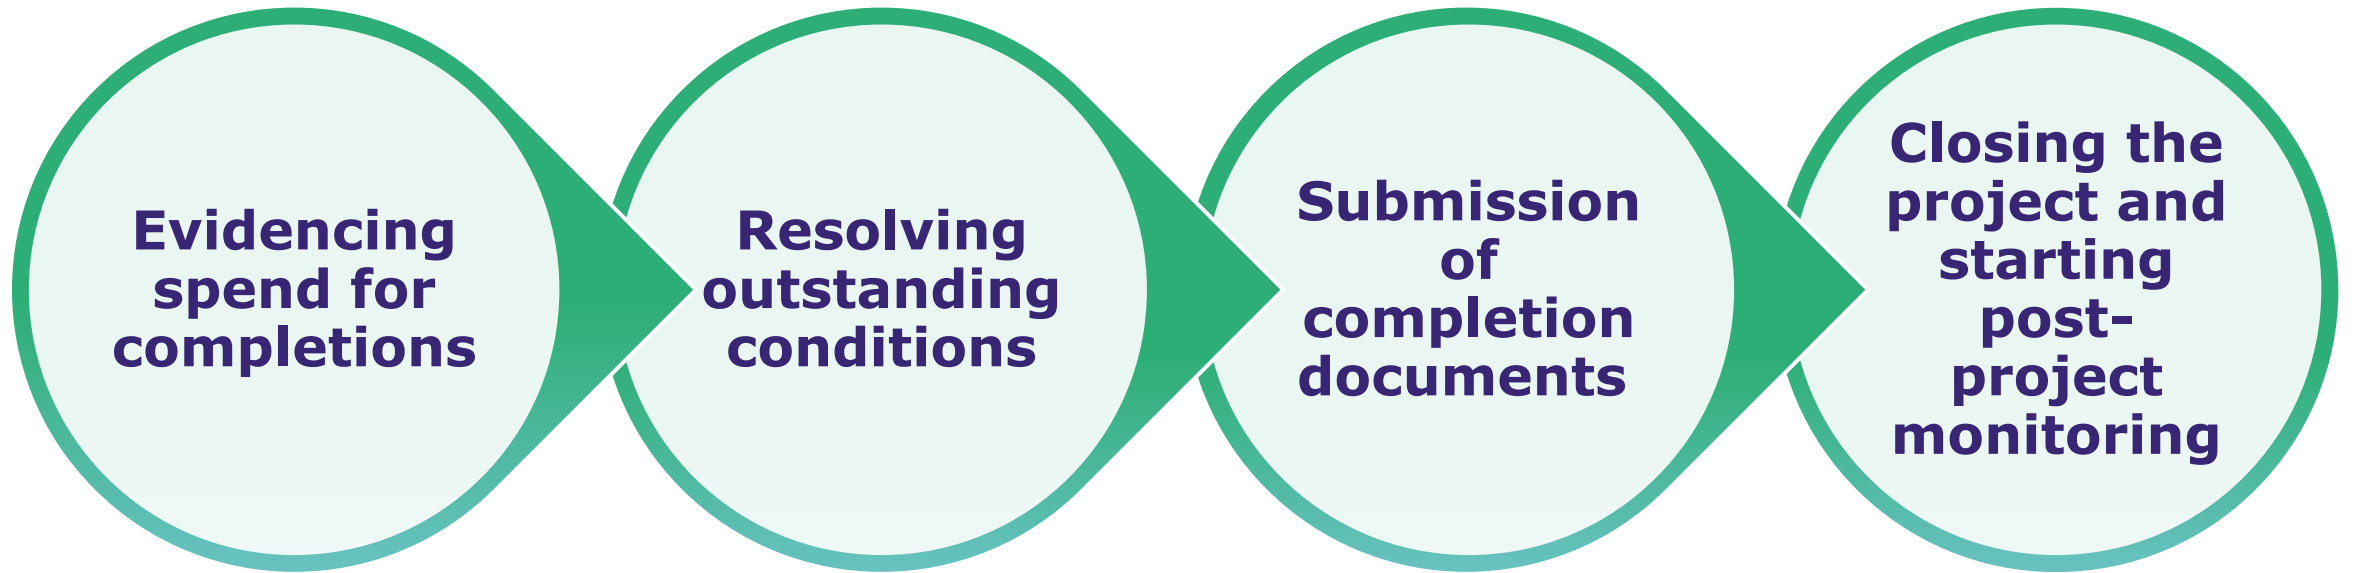 Evidencing
spend for
completions
Resolving
outstanding
conditions
Submission
of
completion
documents
Closing the
project and
starting
post-
project
monitoring